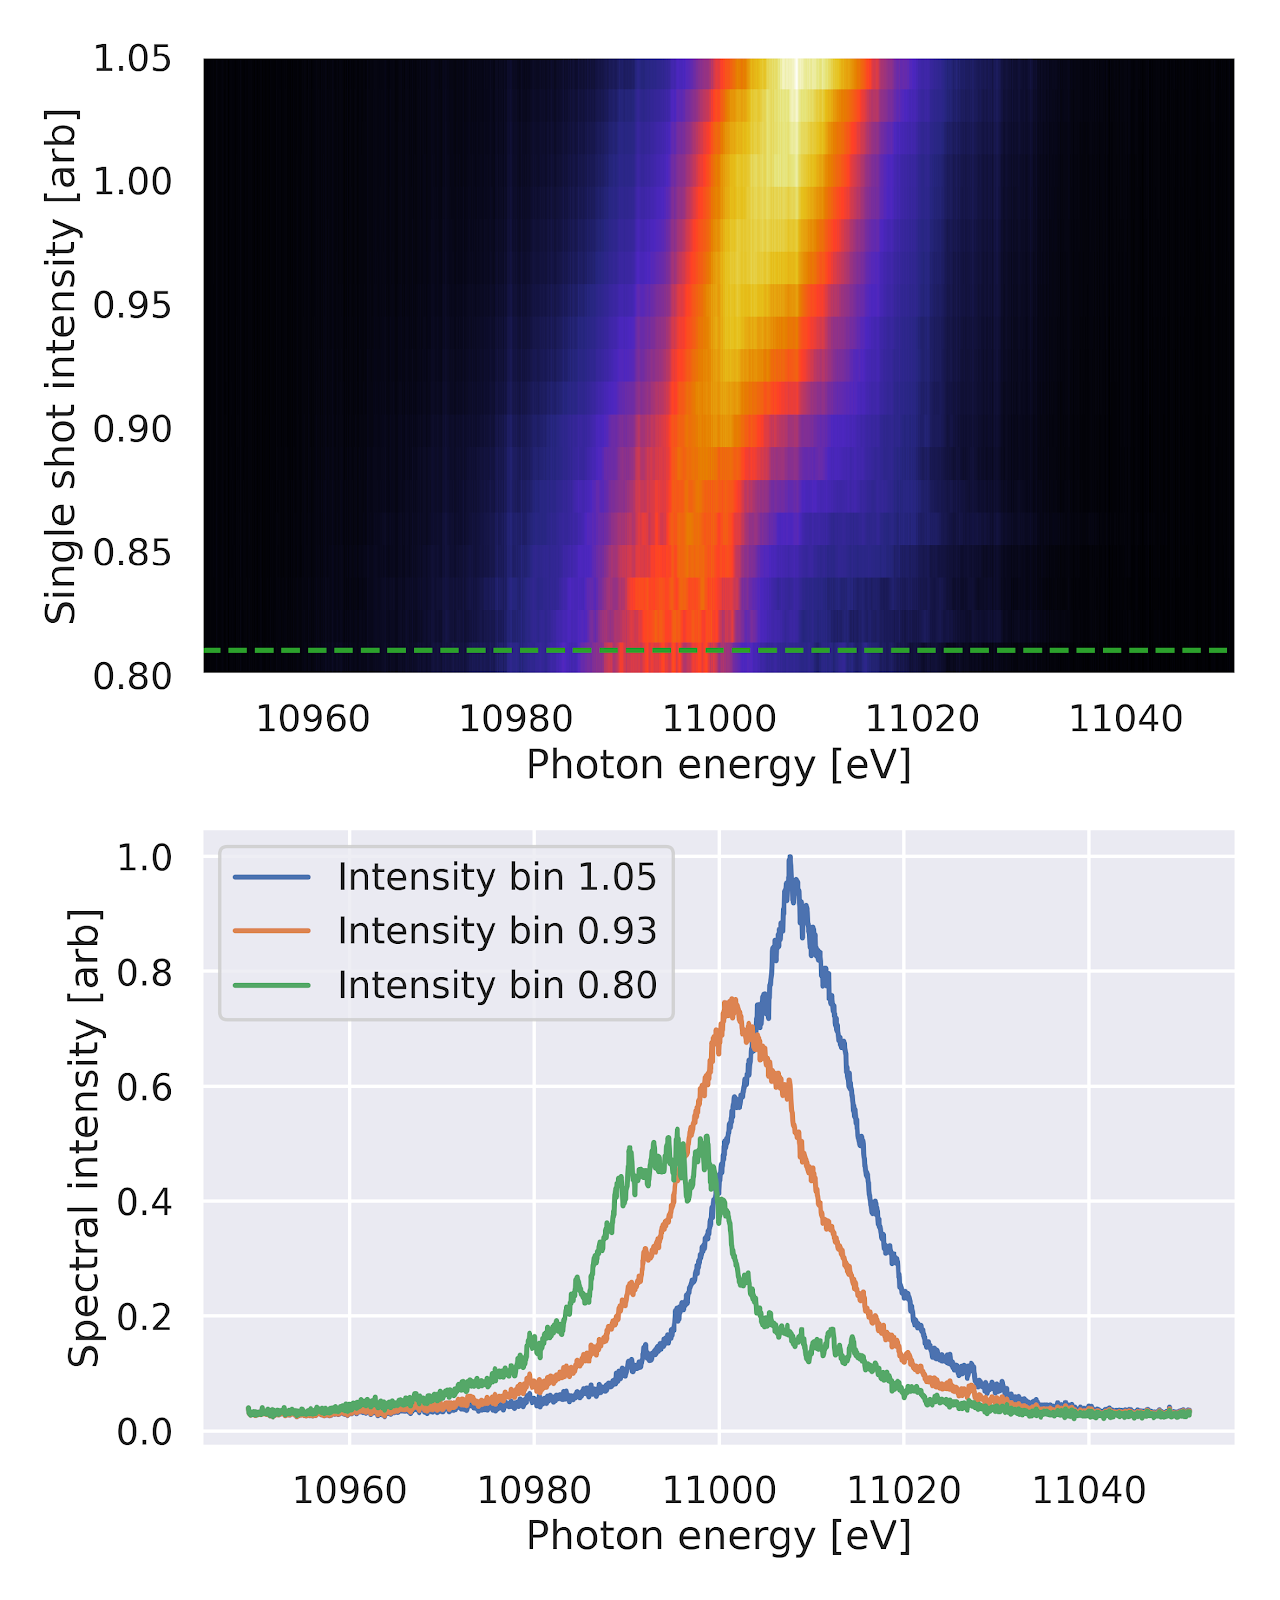 Single shot intensity [arb]
1.05
1.00
0.95
0.90
0.85
0.80
10960 10980 11000 11020 11040
Photon energy [eV]
Spectral intensity [arb]
1.0
0.8
0.6
0.4
0.2
0.0
Intensity bin 1.05
Intensity bin 0.93
Intensity bin 0.80
10960 10980 11000 11020 11040
Photon energy [eV]